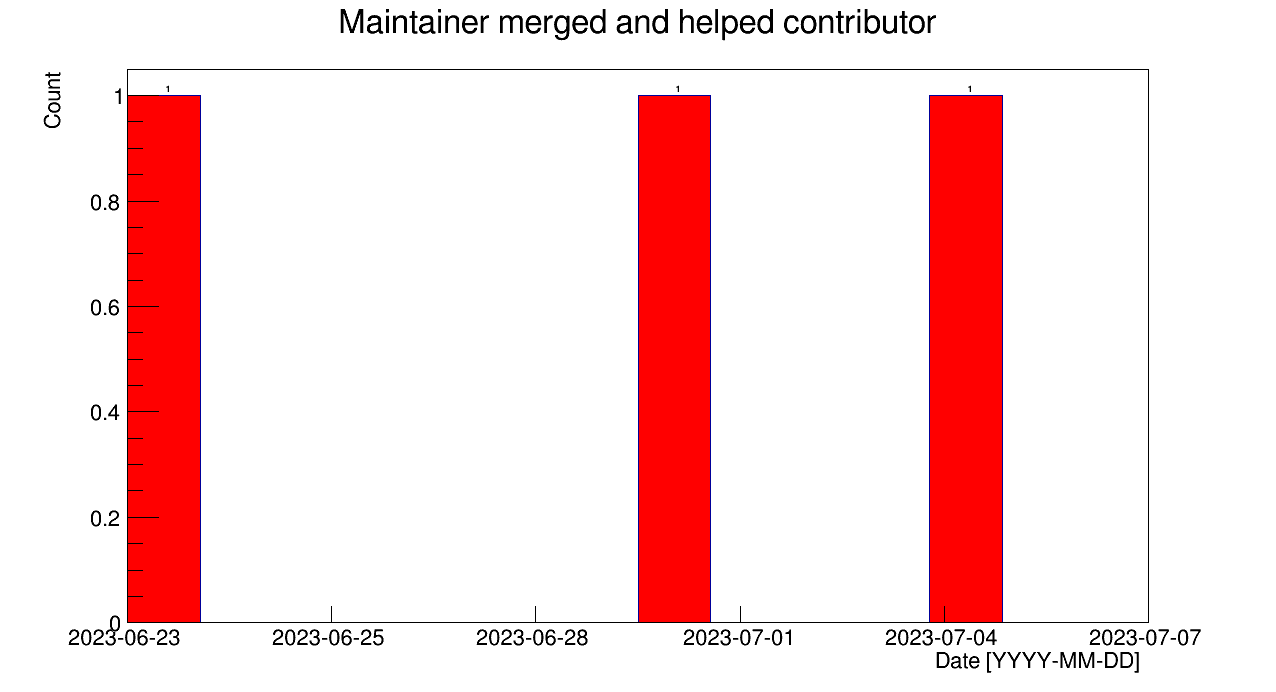 Maintainer merged and helped contributor
Count
1 1 1
1
0.8
0.6
0.4
0.2
0
2023-06-23 2023-06-25 2023-06-28 2023-07-01 2023-07-04 2023-07-07
Date [YYYY-MM-DD]